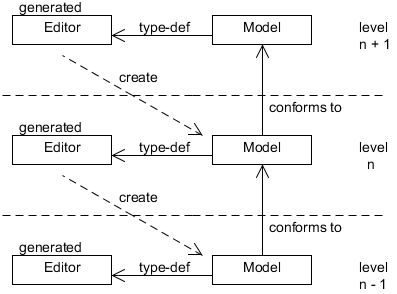 generated
Editor
type-def
Model
level
n + 1
create
conforms to
generated
Editor
type-def
Model
level
n
create
conforms to
generated
Editor
type-def
Model
level
n - 1